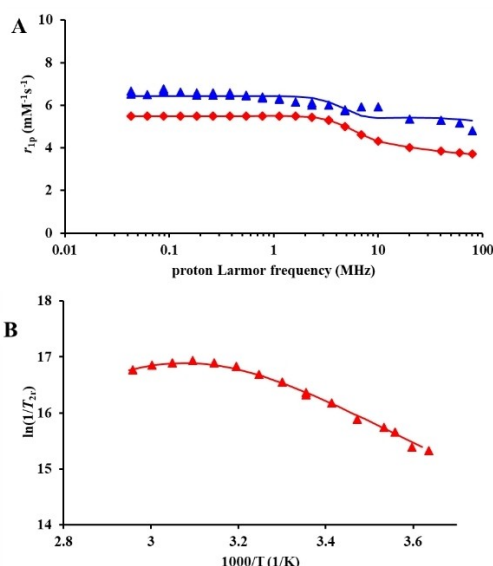 A
10
8
6
4
2
0
r1p (mM-1s-1)
0.01 0.1 1 10 100
proton Larmor frequency (MHz)
B
18
17
16
15
14
ln(1/T2r)
2.8 3 3.2 3.4 3.6
1000/T (1/K)